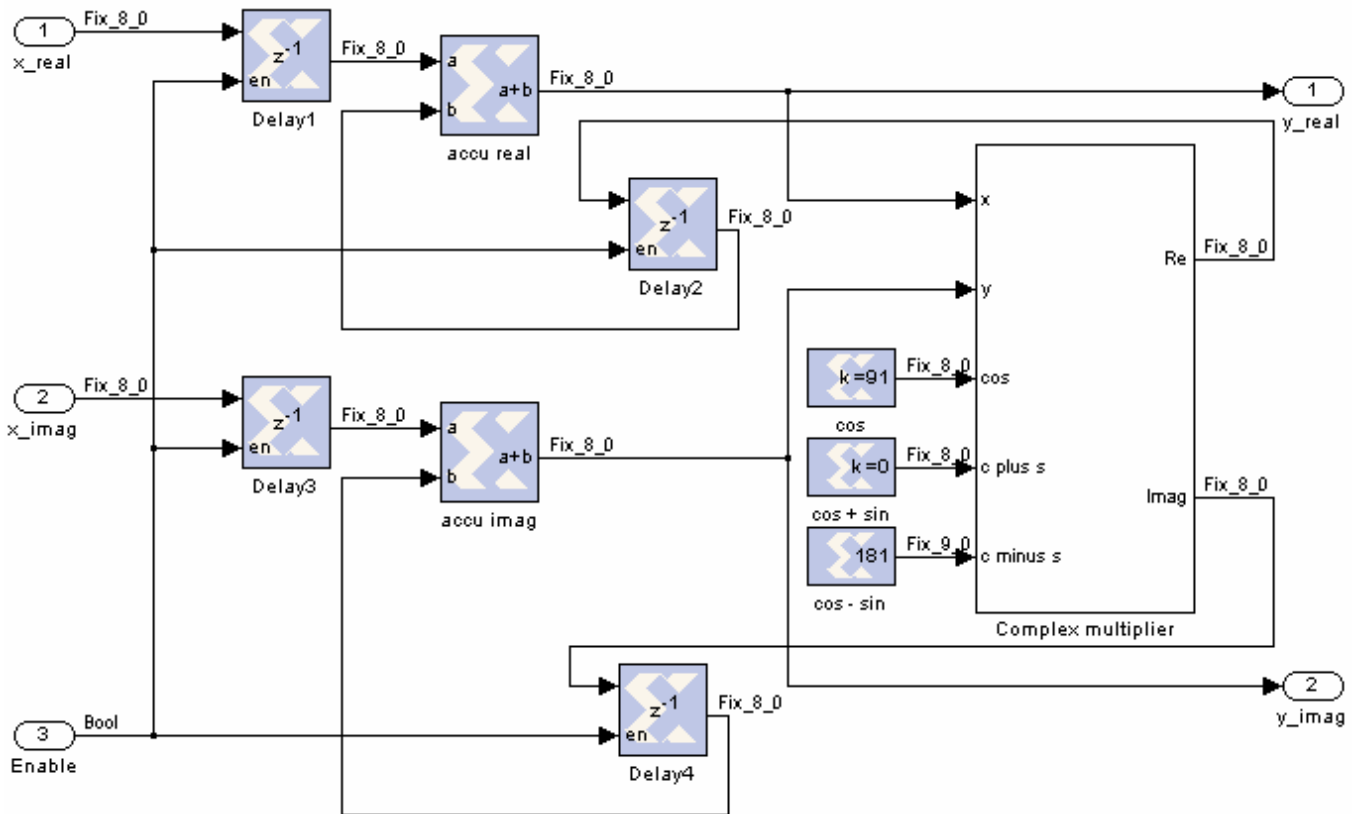 1
Fix_8_0
x_real
z-1
en
Delay1
Fix_8_0
a
b
a+b
accu real
Fix_8_0
1
y_real
z-1
en
Delay2
Fix_8_0
x
y
cos
c plus s
c minus s
Re
Imag
Complex multiplier
Fix_8_0
Fix_8_0
k=91
Fix_8_0
cos
k=0
Fix_8_0
cos + sin
181
Fix_9_0
cos - sin
2
Fix_8_0
x_imag
z-1
en
Delay3
Fix_8_0
a
b
a+b
accu imag
Fix_8_0
3
Bool
Enable
z-1
en
Delay4
Fix_8_0
2
y_imag